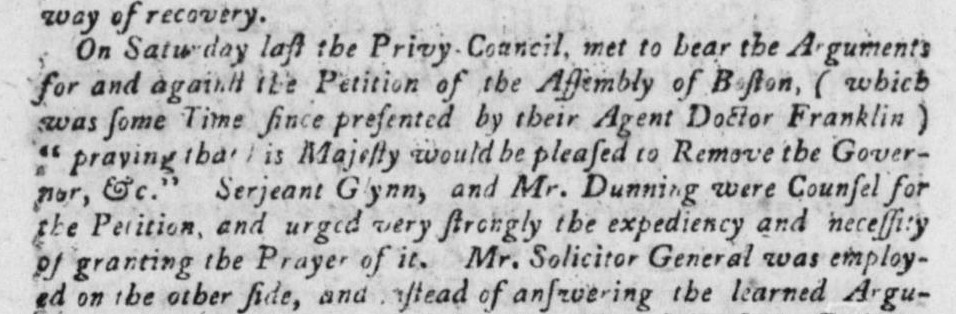 way of recovery.
On Saturday laſt the Privy-Council, met to hear the Arguments
for and againſt the Petition of the Aſſembly of Boſton, ( which
was ſome Time ſince preſented by their Agent Doctor Franklin )
“ praying that his Majeſty would be pleaſed to Remove the Gover-
nor, &c.” Serjeant Glynn, and Mr. Dunning were Counſel for
the Petition, and urged very ſtrongly the expediency and neceſſity
of granting the Prayer of it. Mr. Solicitor General was employ-
ed on the other ſide, and inſtead of anſwering the learned Argu-